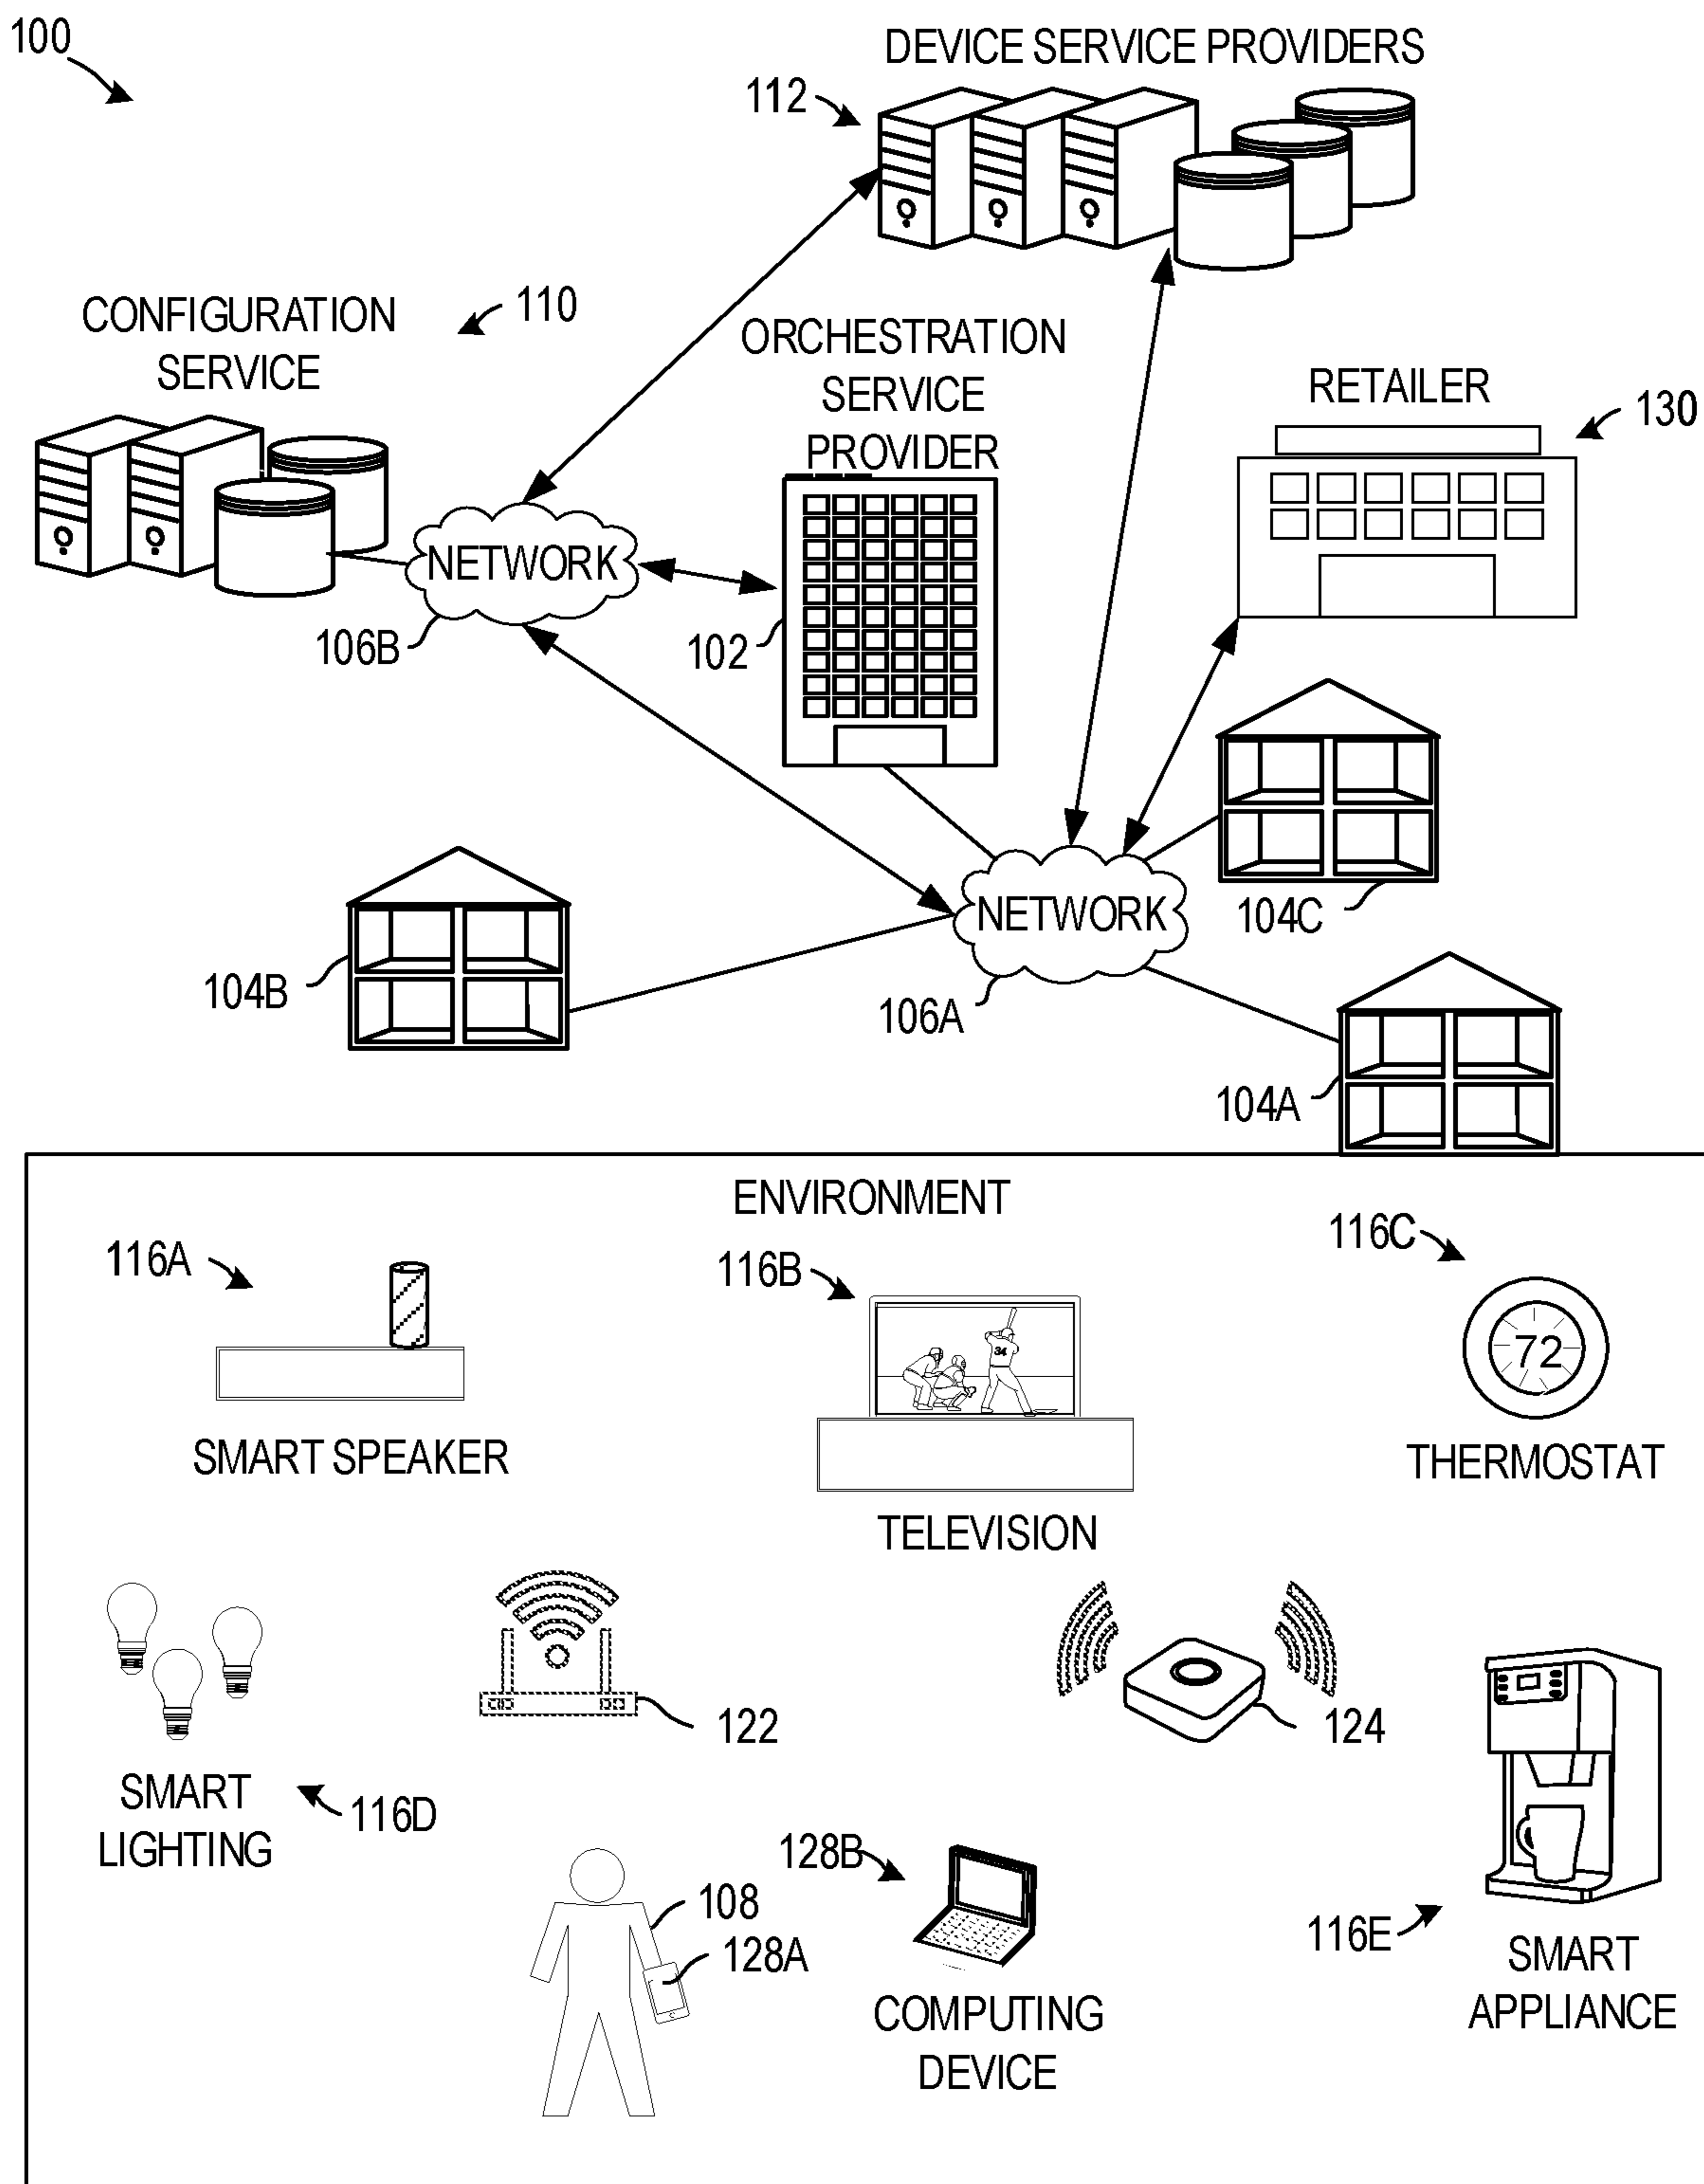 100
DEVICE SERVICE PROVIDERS
112
CONFIGURATION
SERVICE
110
ORCHESTRATION
SERVICE
PROVIDER
RETAILER
130
NETWORK
106B
102
NETWORK
104C
104B
106A
104A
ENVIRONMENT
116A
116B
116C
34
72
SMART SPEAKER
THERMOSTAT
TELEVISION
122
124
SMART
LIGHTING
116D
128B
108
128A
116E
SMART
APPLIANCE
COMPUTING
DEVICE